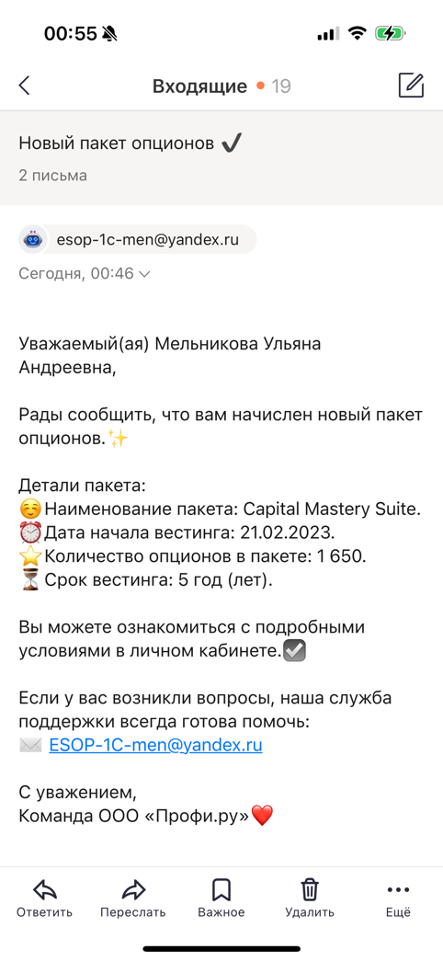 00:55
Входящие • 19
Новый пакет опционов ✔️
2 письма
esop-1c-men@yandex.ru
Сегодня, 00:46
Уважаемый(ая) Мельникова Ульяна
Андреевна,
Рады сообщить, что вам начислен новый пакет
опционов.✨
Детали пакета:
☺️Наименование пакета: Capital Mastery Suite.
⏰Дата начала вестинга: 21.02.2023.
⭐Количество опционов в пакете: 1 650.
⏳Срок вестинга: 5 год (лет).
Вы можете ознакомиться с подробными
условиями в личном кабинете.☑️
Если у вас возникли вопросы, наша служба
поддержки всегда готова помочь:
✉️ ESOP-1C-men@yandex.ru
С уважением,
Команда ООО «Профи.ру»❤️
Ответить Переслать Важное Удалить Ещё